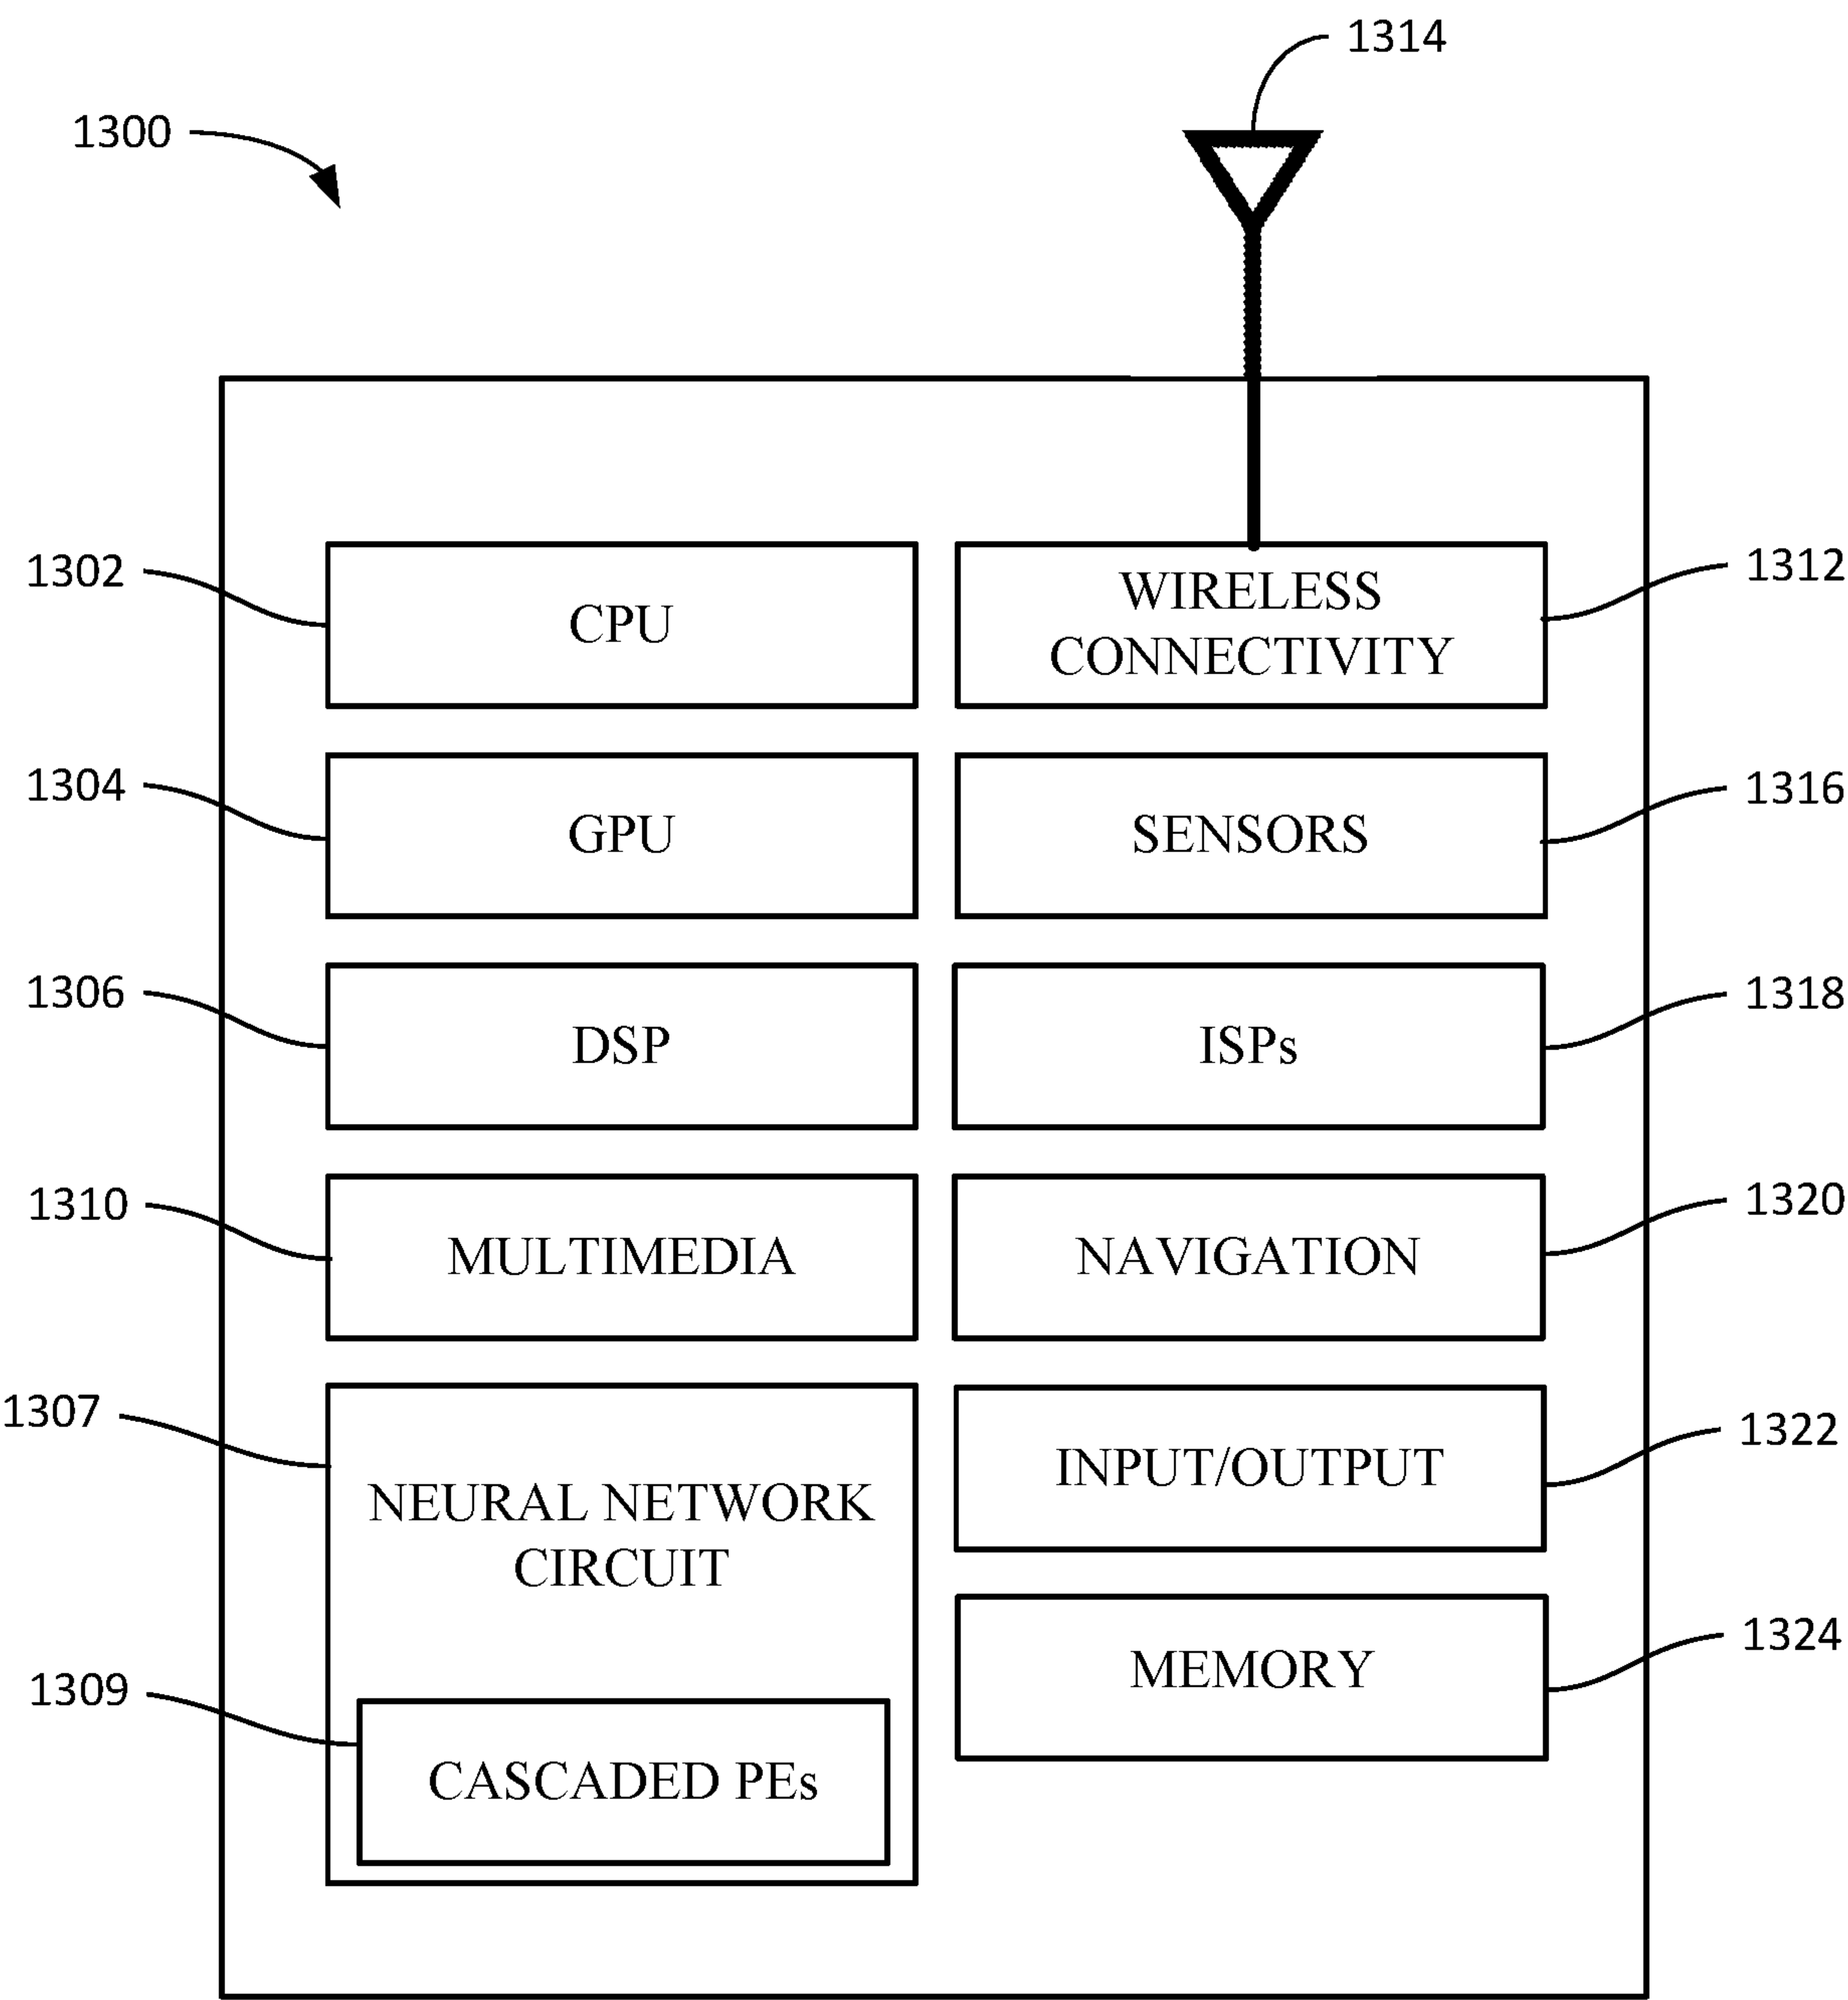 1314
1300
1302
CPU
WIRELESS
CONNECTIVITY
1312
1304
GPU
SENSORS
1316
1306
DSP
ISPs
1318
1310
MULTIMEDIA
NAVIGATION
1320
1307
NEURAL NETWORK
CIRCUIT
INPUT/OUTPUT
1322
1309
CASCADED PEs
MEMORY
1324